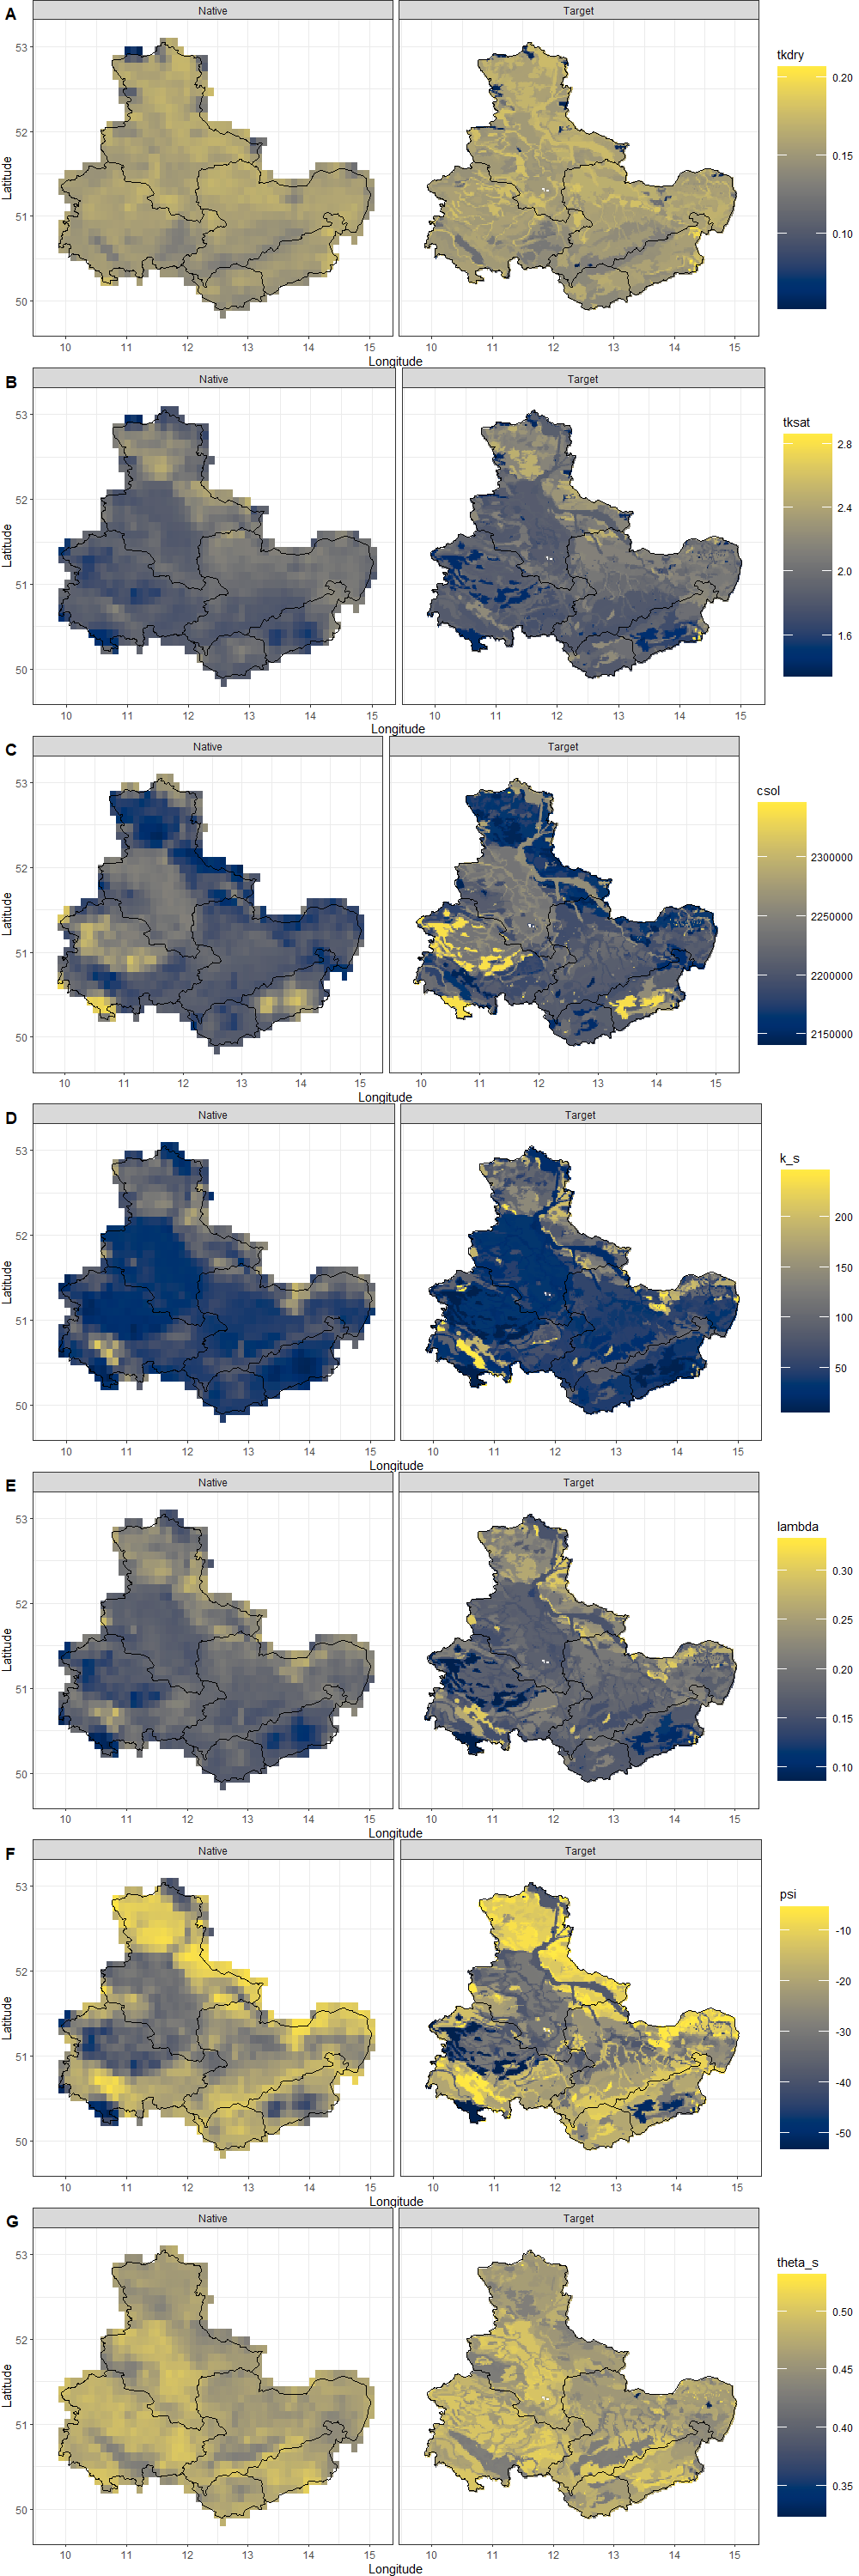 A
Native
Target
tkdry
0.20
0.15
0.10
53
52
51
50
Latitude
10 11 12 13 14 15
10 11 12 13 14 15
Longitude
B
Native
Target
tksat
2.8
2.4
2.0
1.6
53
52
51
50
Latitude
10 11 12 13 14 15
10 11 12 13 14 15
Longitude
C
Native
Target
csol
2300000
2250000
2200000
2150000
53
52
51
50
Latitude
10 11 12 13 14 15
10 11 12 13 14 15
Longitude
D
Native
Target
k_s
200
150
100
50
53
52
51
50
Latitude
10 11 12 13 14 15
10 11 12 13 14 15
Longitude
E
Native
Target
lambda
0.30
0.25
0.20
0.15
0.10
53
52
51
50
Latitude
10 11 12 13 14 15
10 11 12 13 14 15
Longitude
F
Native
Target
psi
-10
-20
-30
-40
-50
53
52
51
50
Latitude
10 11 12 13 14 15
10 11 12 13 14 15
Longitude
G
Native
Target
theta_s
0.50
0.45
0.40
0.35
53
52
51
50
Latitude
10 11 12 13 14 15
10 11 12 13 14 15
Longitude